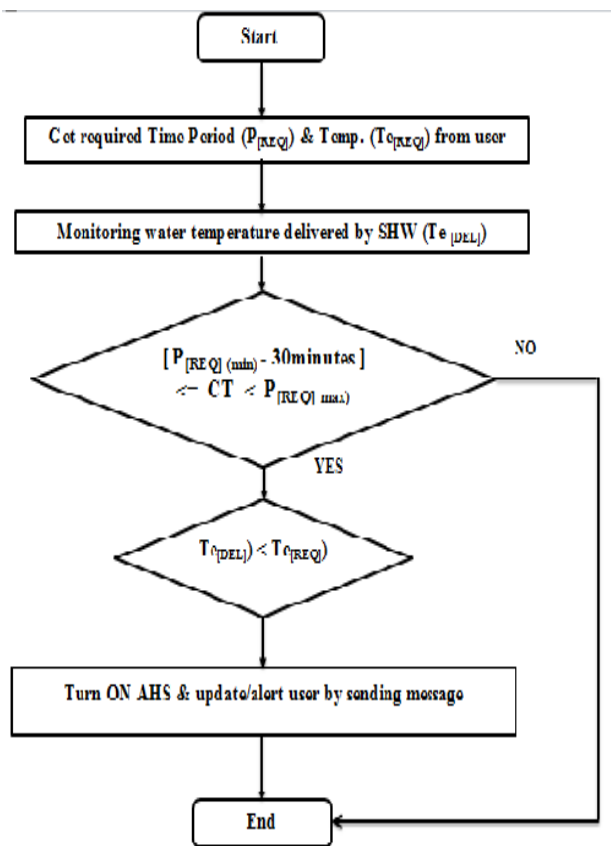 Start
Get required Time Period (P[REQ]) & Temp. (Te[REQ]) from user
Monitoring water temperature delivered by SHW (Te [DEL])
[ P[REQ] (min) - 30minutes ]
<= CT < P[REQ] max)
NO
YES
Te[DEL]) < Te[REQ])
Turn ON AHS & update/alert user by sending message
End